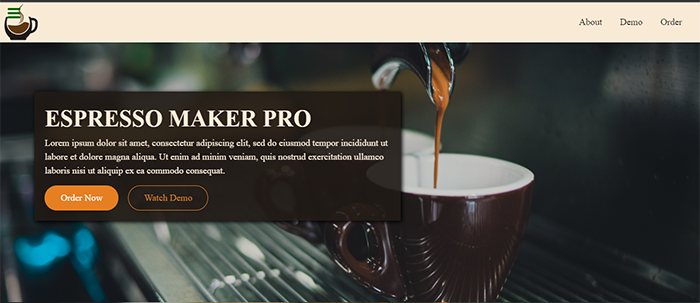 About Demo Order
ESPRESSO MAKER PRO
Lorem ipsum dolor sit amet, consectetur adipiscing elit, sed do eiusmod tempor incididunt ut
labore et dolore magna aliqua. Ut enim ad minim veniam, quis nostrud exercitation ullamco
laboris nisi ut aliquip ex ea commodo consequat.
Order Now Watch Demo